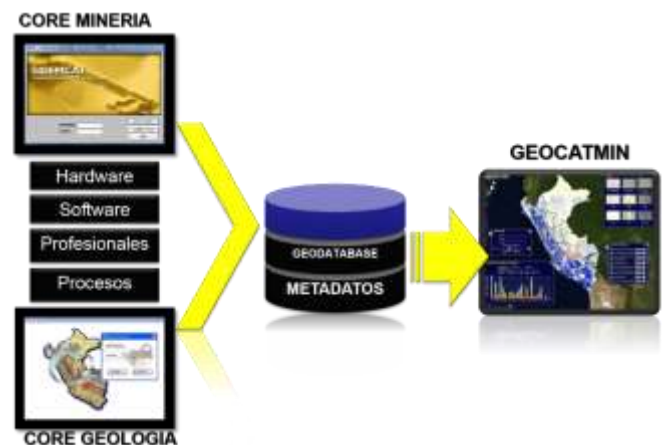 CORE MINERIA
Hardware
Software
Profesionales
Procesos
CORE GEOLOGIA
GEODATABASE
METADATOS
GEOCATMIN